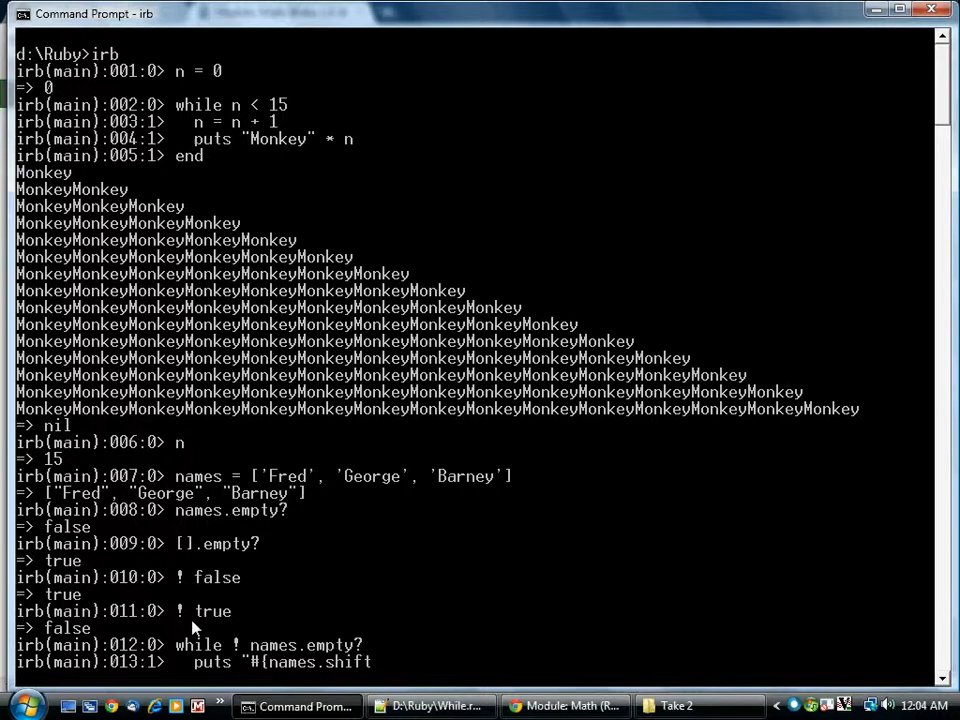 Command Prompt - irb
d:\Ruby>irb
irb(main):001:0> n = 0
=> 0
irb(main):002:0> while n < 15
irb(main):003:1>   n = n + 1
irb(main):004:1>   puts "Monkey" * n
irb(main):005:1> end
Monkey
MonkeyMonkey
MonkeyMonkeyMonkey
MonkeyMonkeyMonkeyMonkey
MonkeyMonkeyMonkeyMonkeyMonkey
MonkeyMonkeyMonkeyMonkeyMonkeyMonkey
MonkeyMonkeyMonkeyMonkeyMonkeyMonkeyMonkey
MonkeyMonkeyMonkeyMonkeyMonkeyMonkeyMonkeyMonkey
MonkeyMonkeyMonkeyMonkeyMonkeyMonkeyMonkeyMonkeyMonkey
MonkeyMonkeyMonkeyMonkeyMonkeyMonkeyMonkeyMonkeyMonkeyMonkey
MonkeyMonkeyMonkeyMonkeyMonkeyMonkeyMonkeyMonkeyMonkeyMonkeyMonkey
MonkeyMonkeyMonkeyMonkeyMonkeyMonkeyMonkeyMonkeyMonkeyMonkeyMonkeyMonkey
MonkeyMonkeyMonkeyMonkeyMonkeyMonkeyMonkeyMonkeyMonkeyMonkeyMonkeyMonkeyMonkey
MonkeyMonkeyMonkeyMonkeyMonkeyMonkeyMonkeyMonkeyMonkeyMonkeyMonkeyMonkeyMonkeyMonkey
MonkeyMonkeyMonkeyMonkeyMonkeyMonkeyMonkeyMonkeyMonkeyMonkeyMonkeyMonkeyMonkeyMonkeyMonkey
=> nil
irb(main):006:0> n
=> 15
irb(main):007:0> names = ['Fred', 'George', 'Barney']
=> ["Fred", "George", "Barney"]
irb(main):008:0> names.empty?
=> false
irb(main):009:0> [].empty?
=> true
irb(main):010:0> ! false
=> true
irb(main):011:0> ! true
=> false
irb(main):012:0> while ! names.empty?
irb(main):013:1>   puts "#{names.shift
Command Prom... D:\Ruby\While.r... Module: Math (R... Take 2 12:04 AM